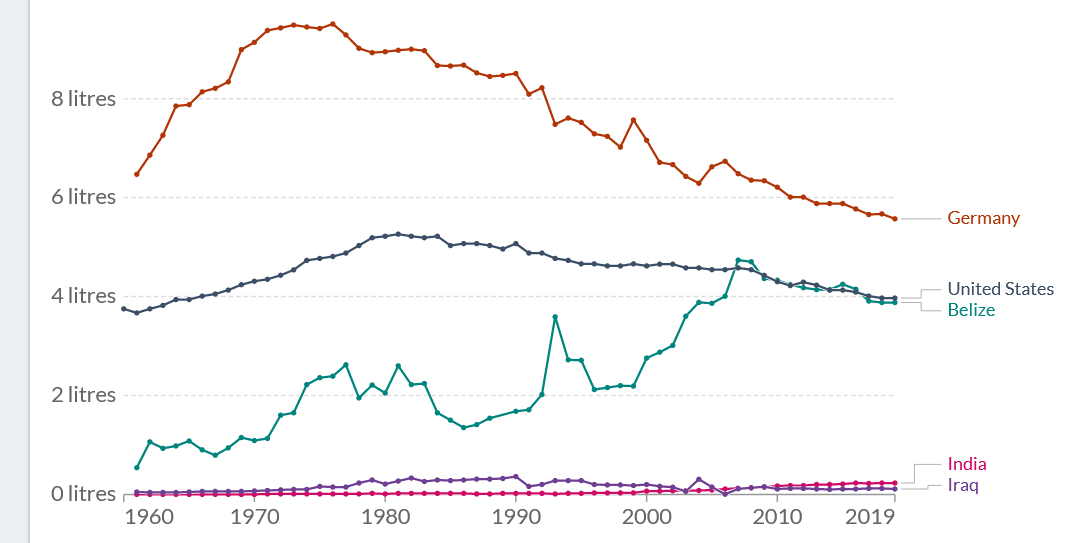 8 litres
6 litres
Germany
United States
4 litres
Belize
2 litres
India
Iraq
0 litres
1960 1970 1980 1990 2000 2010 2019